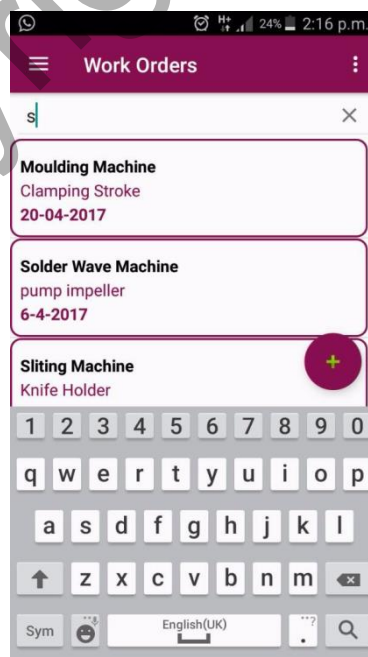 H+ 24% 2:16 p.m.
Work Orders
s
Moulding Machine
Clamping Stroke
20-04-2017
Solder Wave Machine
pump impeller
6-4-2017
Sliting Machine
Knife Holder
+
1 2 3 4 5 6 7 8 9 0
q w e r t y u i o p
a s d f g h j k l
z x c v b n m
Sym English(UK) . ?